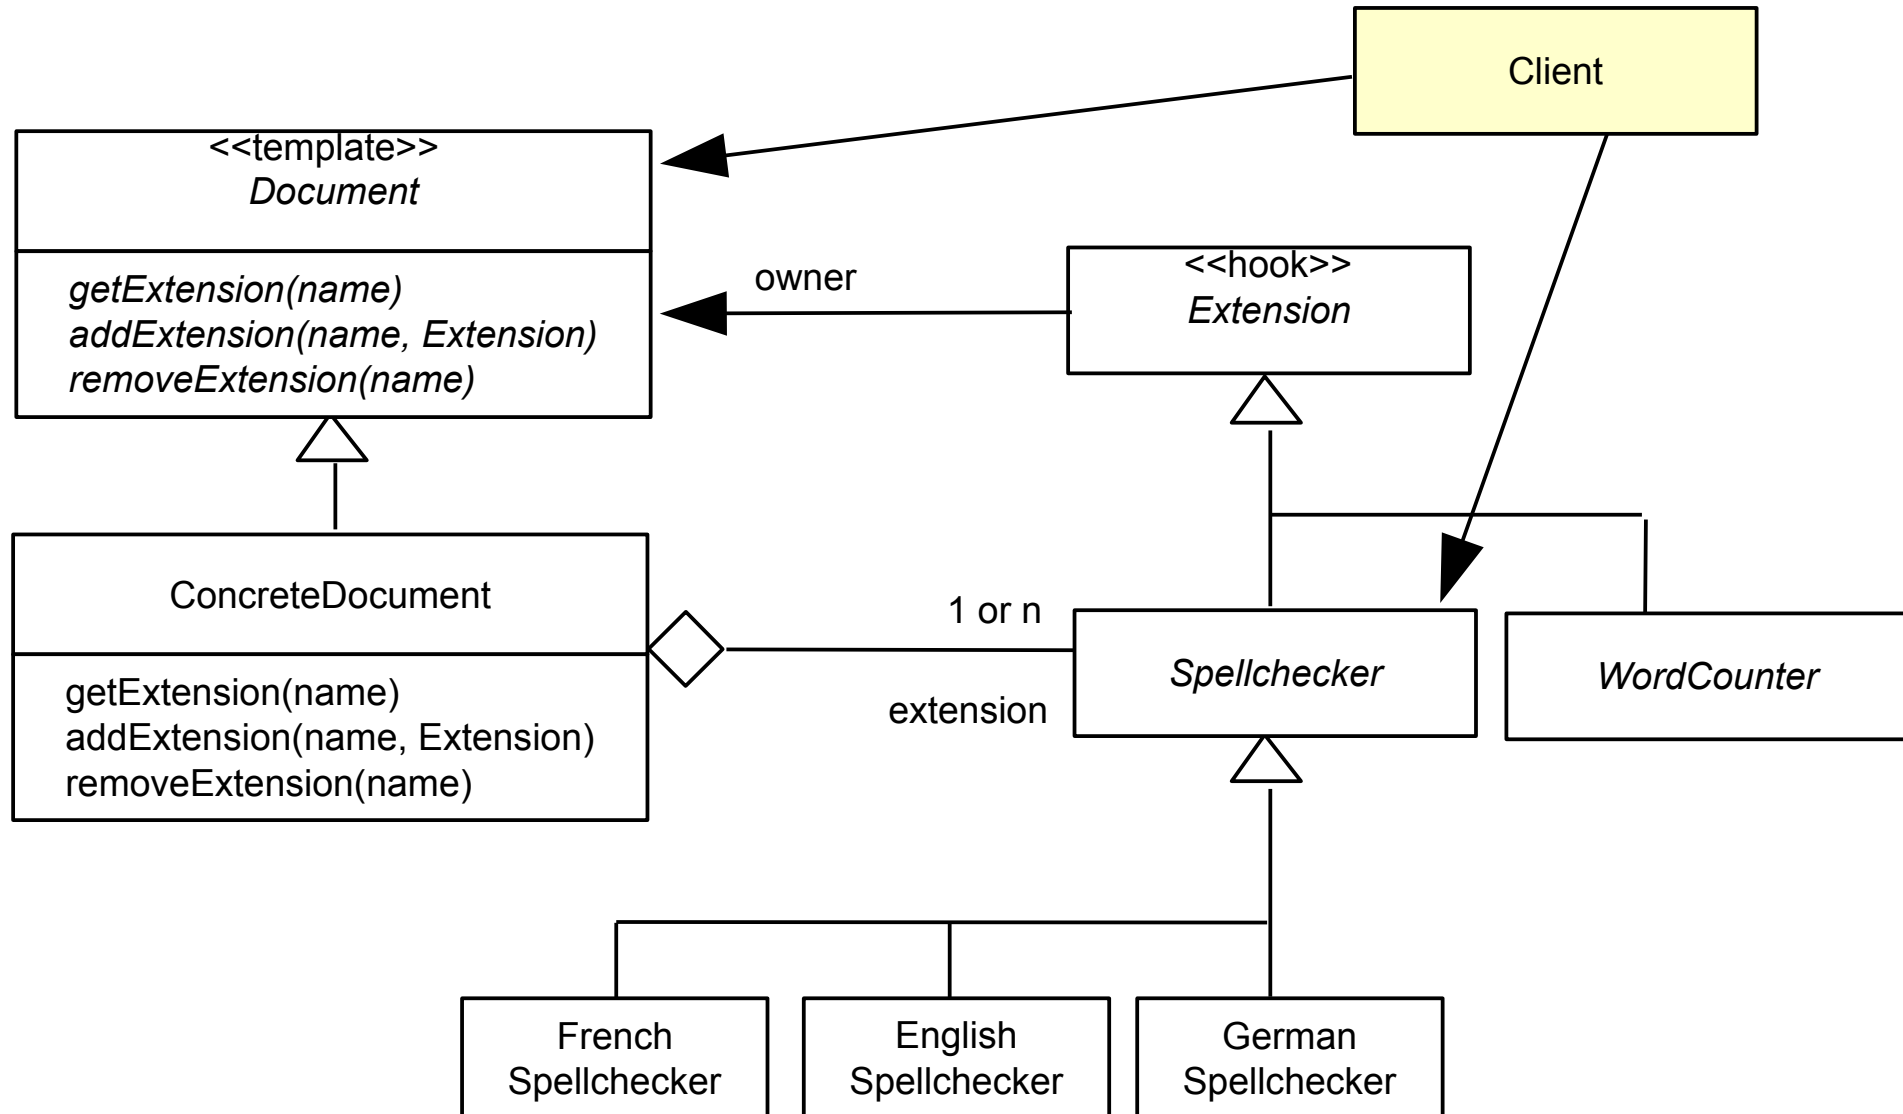 Client
<<template>>
Document
getExtension(name)
addExtension(name, Extension)
removeExtension(name)
owner
<<hook>>
Extension
ConcreteDocument
getExtension(name)
addExtension(name, Extension)
removeExtension(name)
1 or n
extension
Spellchecker
WordCounter
French
Spellchecker
English
Spellchecker
German
Spellchecker